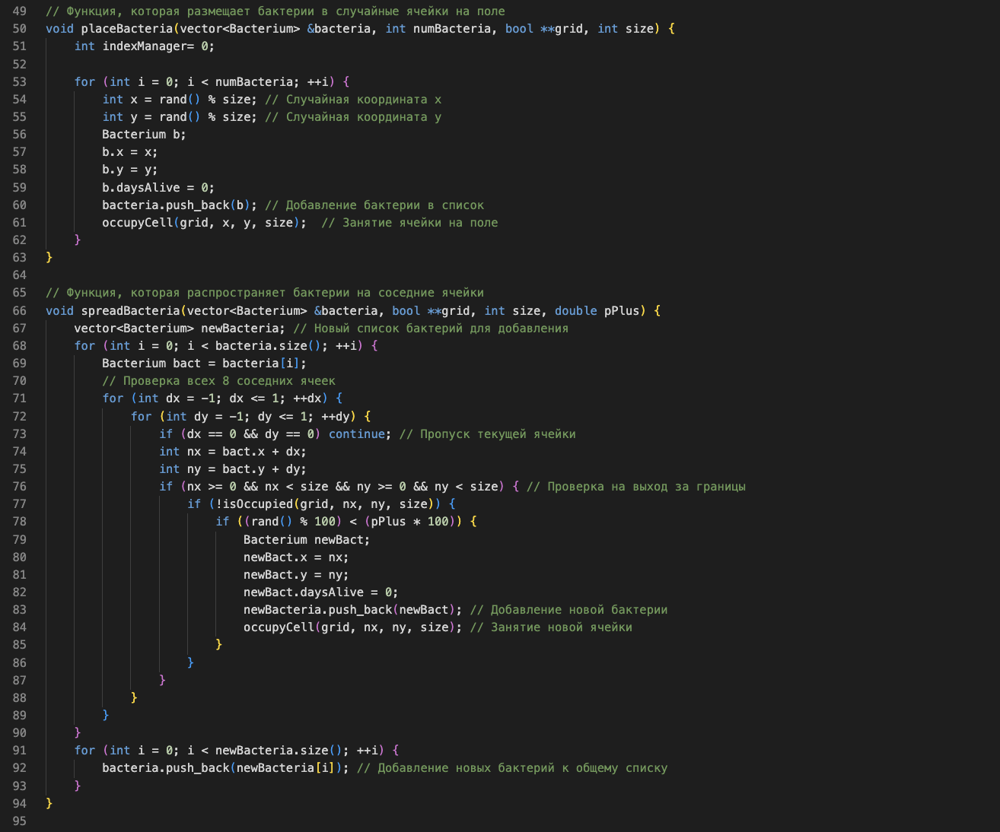 49 // Функция, которая размещает бактерии в случайные ячейки на поле
50 void placeBacteria(vector<Bacterium> &bacteria, int numBacteria, bool **grid, int size) {
51     int indexManager= 0;
52
53     for (int i = 0; i < numBacteria; ++i) {
54         int x = rand() % size; // Случайная координата x
55         int y = rand() % size; // Случайная координата y
56         Bacterium b;
57         b.x = x;
58         b.y = y;
59         b.daysAlive = 0;
60         bacteria.push_back(b); // Добавление бактерии в список
61         occupyCell(grid, x, y, size);  // Занятие ячейки на поле
62     }
63 }
64
65 // Функция, которая распространяет бактерии на соседние ячейки
66 void spreadBacteria(vector<Bacterium> &bacteria, bool **grid, int size, double pPlus) {
67     vector<Bacterium> newBacteria; // Новый список бактерий для добавления
68     for (int i = 0; i < bacteria.size(); ++i) {
69         Bacterium bact = bacteria[i];
70         // Проверка всех 8 соседних ячеек
71         for (int dx = -1; dx <= 1; ++dx) {
72             for (int dy = -1; dy <= 1; ++dy) {
73                 if (dx == 0 && dy == 0) continue; // Пропуск текущей ячейки
74                 int nx = bact.x + dx;
75                 int ny = bact.y + dy;
76                 if (nx >= 0 && nx < size && ny >= 0 && ny < size) { // Проверка на выход за границы
77                     if (!isOccupied(grid, nx, ny, size)) {
78                         if ((rand() % 100) < (pPlus * 100)) {
79                             Bacterium newBact;
80                             newBact.x = nx;
81                             newBact.y = ny;
82                             newBact.daysAlive = 0;
83                             newBacteria.push_back(newBact); // Добавление новой бактерии
84                             occupyCell(grid, nx, ny, size); // Занятие новой ячейки
85                         }
86                     }
87                 }
88             }
89         }
90     }
91     for (int i = 0; i < newBacteria.size(); ++i) {
92         bacteria.push_back(newBacteria[i]); // Добавление новых бактерий к общему списку
93     }
94 }
95